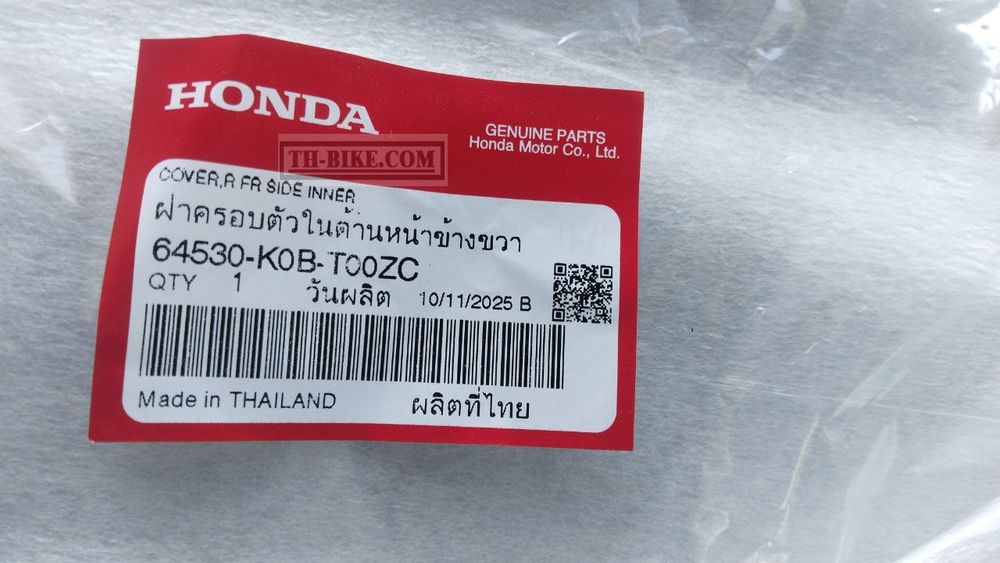 HONDA
GENUINE PARTS
Honda Motor Co., Ltd.
TH-BIKE.COM
COVER,R FR SIDE INNER
ฝาครอบตัวในด้านหน้าข้างขวา
64530-K0B-T00ZC
QTY 1 วันผลิต 10/11/2025 B
Made in THAILAND ผลิตที่ไทย